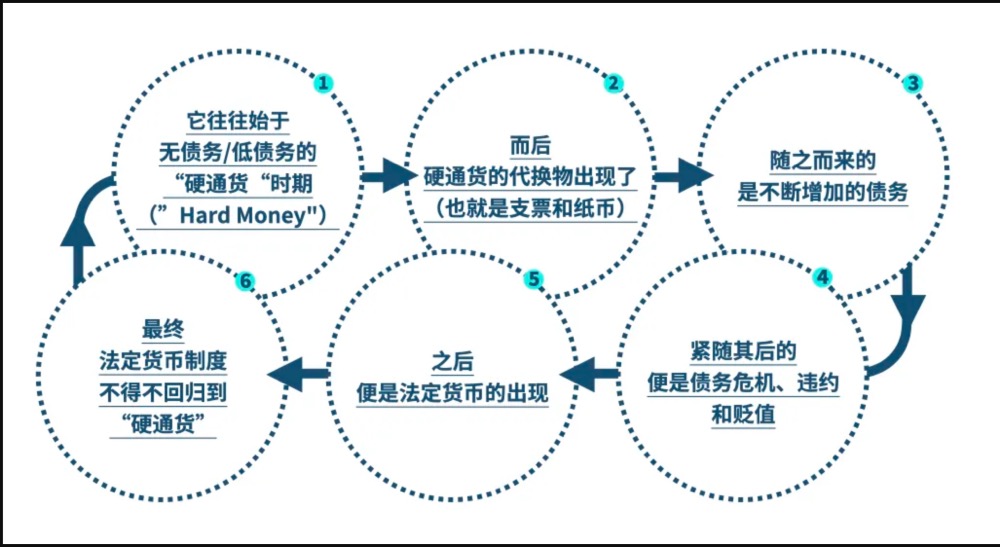 1
它往往始于
无债务/低债务的
“硬通货“时期
（”Hard Money"）
2
而后
硬通货的代换物出现了
（也就是支票和纸币）
3
随之而来的
是不断增加的债务
4
紧随其后的
便是债务危机、违约
和贬值
5
之后
便是法定货币的出现
6
最终
法定货币制度
不得不回归到
“硬通货”